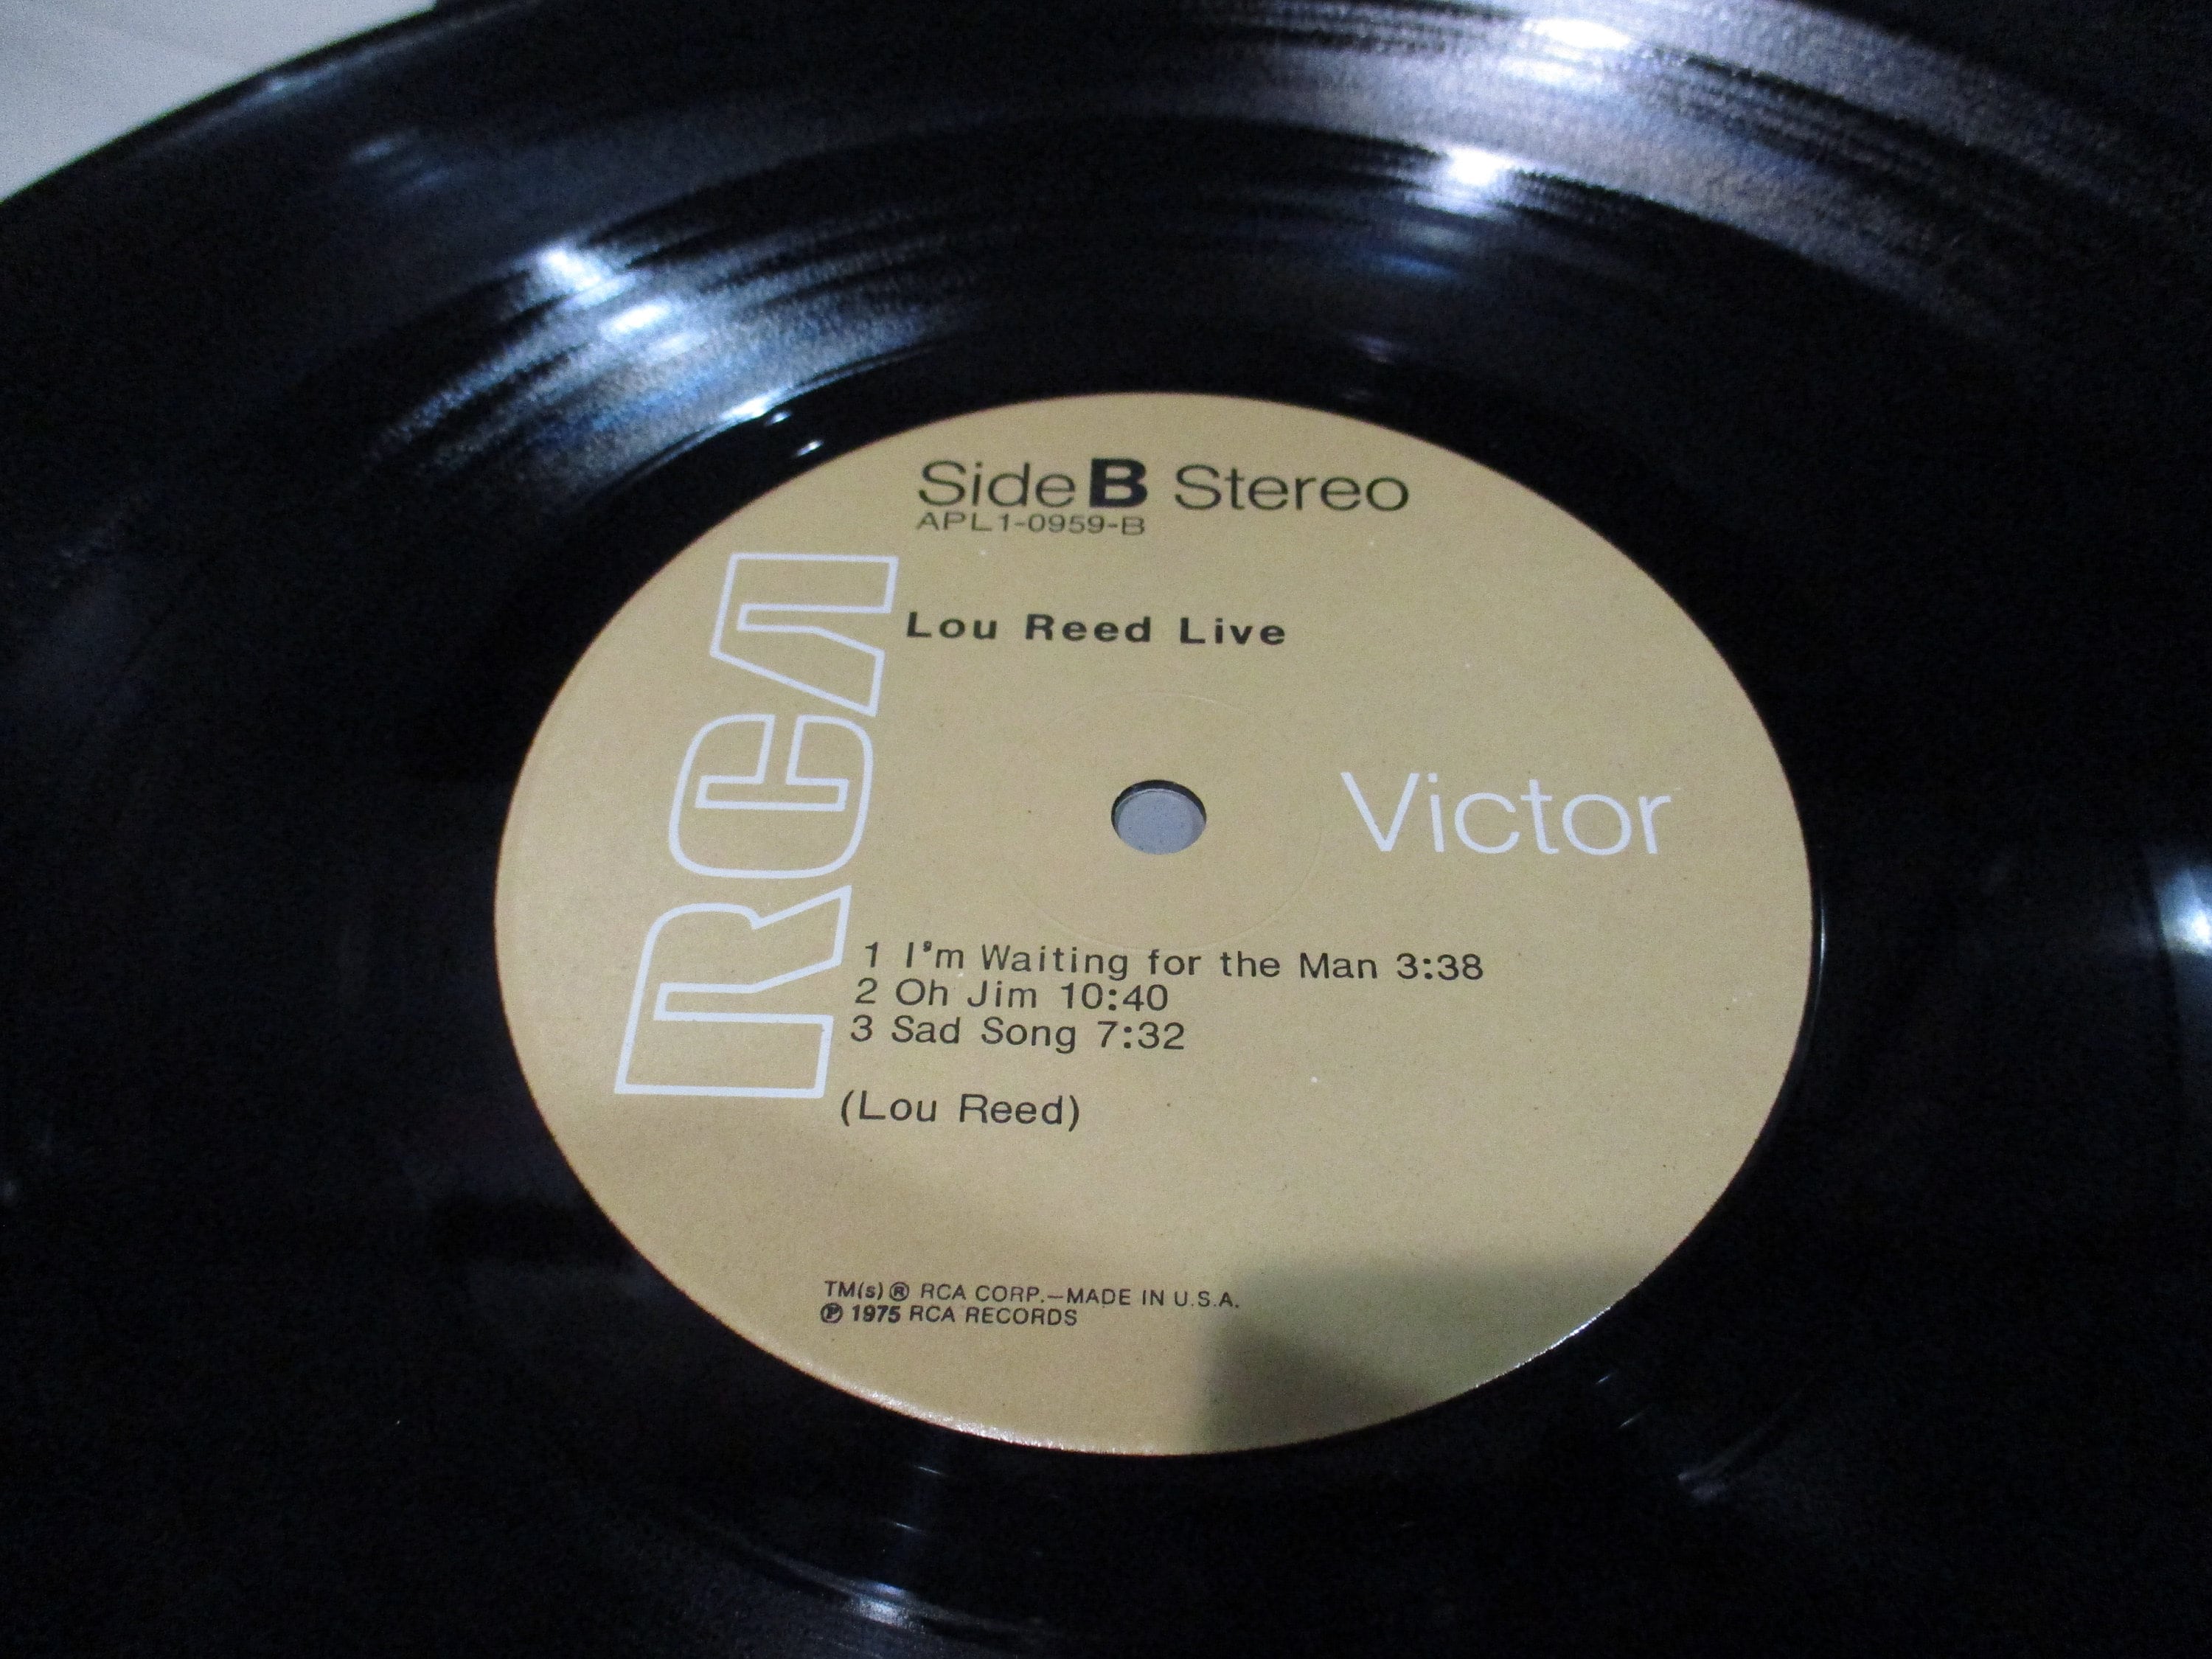 Side B Stereo
APL1-0959-B
Lou Reed Live
RCA
Victor
1 I'm Waiting for the Man 3:38
2 Oh Jim 10:40
3 Sad Song 7:32
(Lou Reed)
TM(s) ® RCA CORP.—MADE IN U.S.A.
℗ 1975 RCA RECORDS